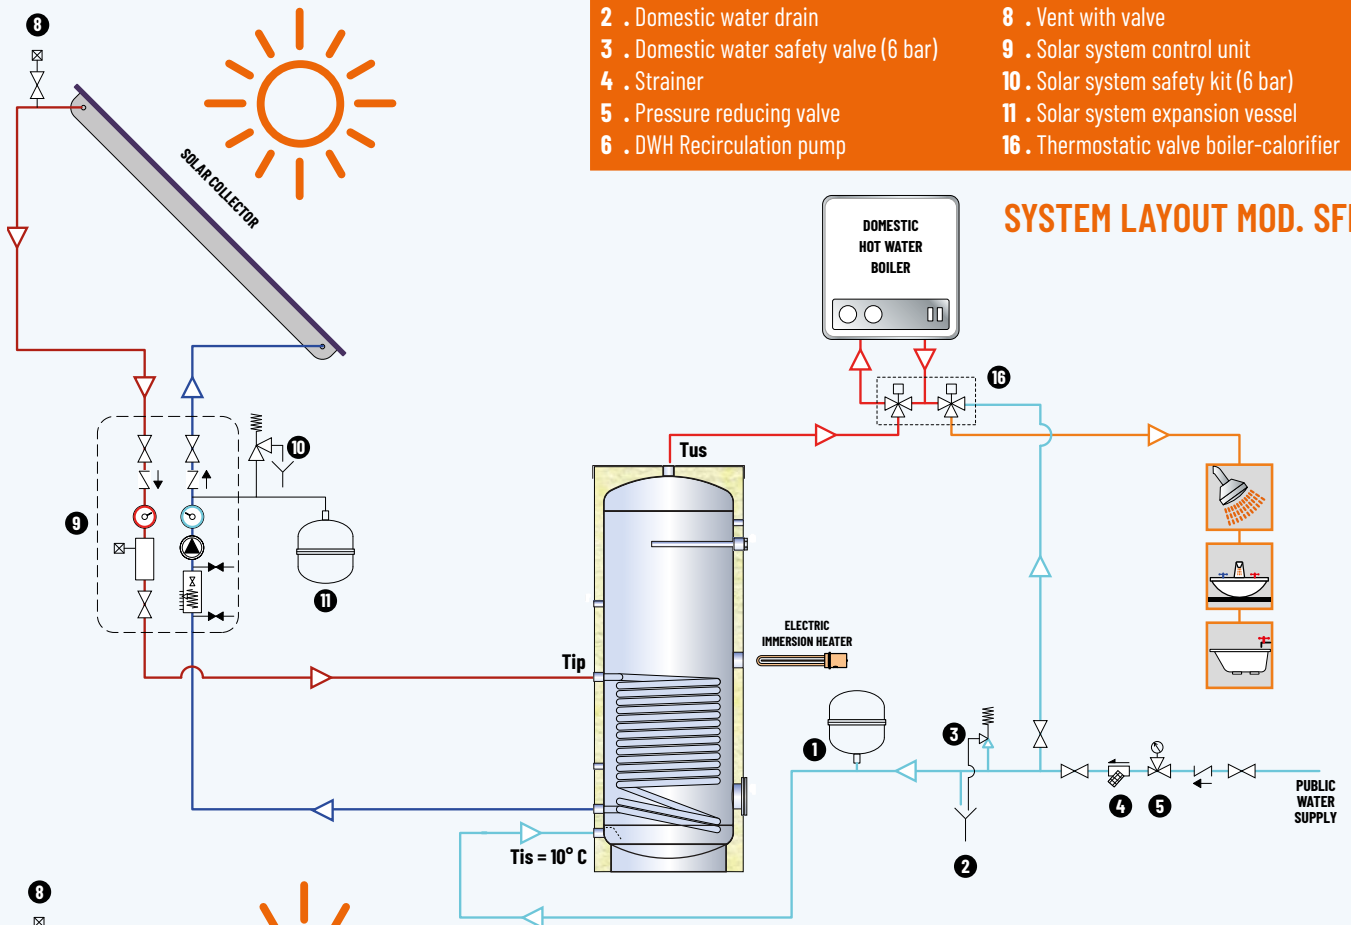 2 . Domestic water drain
3 . Domestic water safety valve (6 bar)
4 . Strainer
5 . Pressure reducing valve
6 . DWH Recirculation pump
8 . Vent with valve
9 . Solar system control unit
10 . Solar system safety kit (6 bar)
11 . Solar system expansion vessel
16 . Thermostatic valve boiler-calorifier
SYSTEM LAYOUT MOD.
8
SOLAR COLLECTOR
DOMESTIC
HOT WATER
BOILER
16
10
Tus
9
11
ELECTRIC
IMMERSION HEATER
Tip
1
3
4
5
PUBLIC
WATER
SUPPLY
Tis = 10° C
2
8